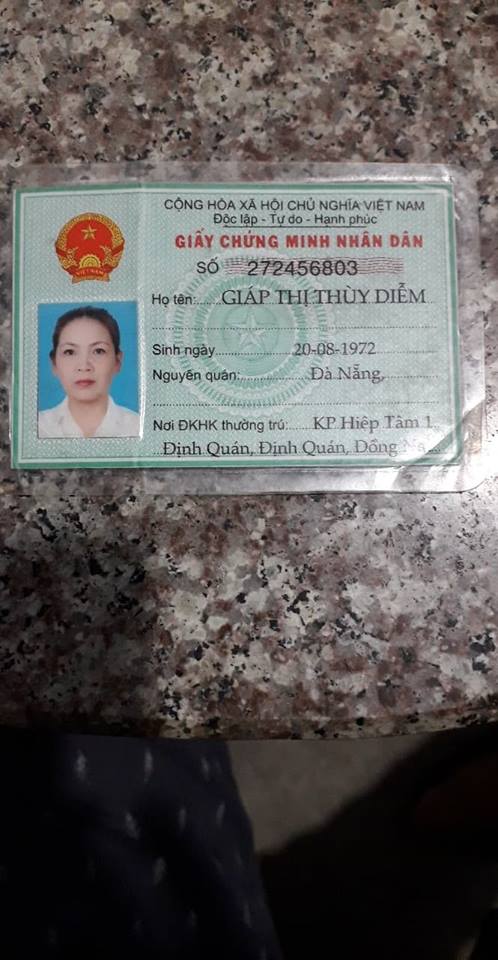 CỘNG HÒA XÃ HỘI CHỦ NGHĨA VIỆT NAM
Độc lập - Tự do - Hạnh phúc
GIẤY CHỨNG MINH NHÂN DÂN
SỐ 272456803
Họ tên: GIÁP THỊ THÙY DIỄM
Sinh ngày 20-08-1972
Nguyên quán: Đà Nẵng,
Nơi ĐKHK thường trú: KP Hiệp Tâm 1,
Định Quán, Định Quán, Đồng
VIỆT NAM